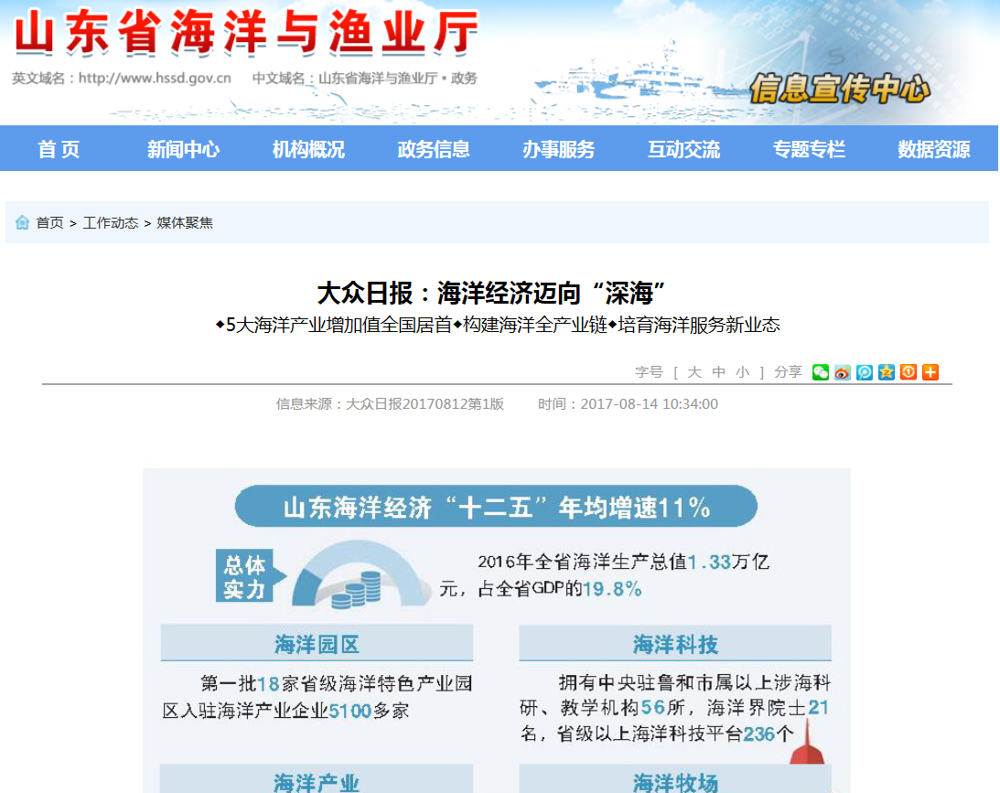 山东省海洋与渔业厅
英文域名：http://www.hssd.gov.cn 中文域名：山东省海洋与渔业厅·政务
信息宣传中心
首 页 新闻中心 机构概况 政务信息 办事服务 互动交流 专题专栏 数据资源
首页 > 工作动态 > 媒体聚焦
大众日报：海洋经济迈向“深海”
◆5大海洋产业增加值全国居首◆构建海洋全产业链◆培育海洋服务新业态
字号 [ 大 中 小 ] 分享
信息来源：大众日报20170812第1版 时间：2017-08-14 10:34:00
山东海洋经济“十二五”年均增速11%
总体
实力
2016年全省海洋生产总值1.33万亿
元，占全省GDP的19.8%
海洋园区
第一批18家省级海洋特色产业园
区入驻海洋产业企业5100多家
海洋科技
拥有中央驻鲁和市属以上涉海科
研、教学机构56所，海洋界院士21
名，省级以上海洋科技平台236个
海洋产业
海洋牧场